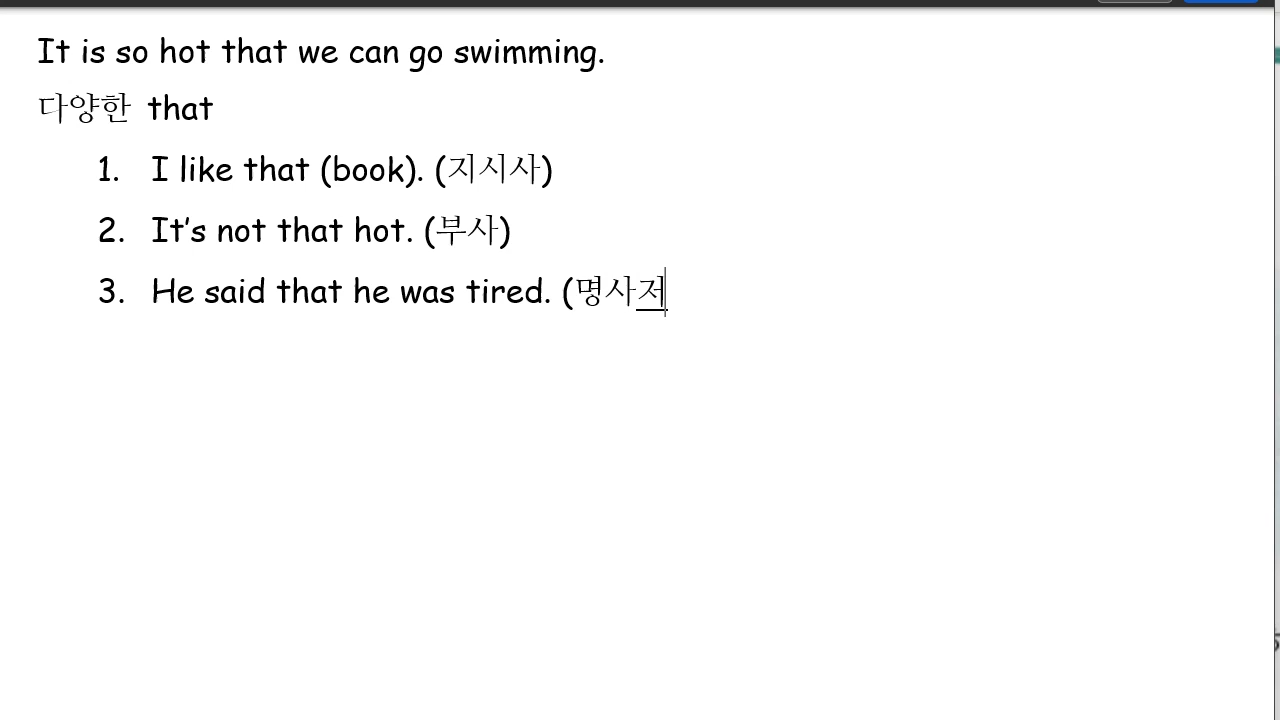 It is so hot that we can go swimming.
다양한 that
1. I like that (book). (지시사)
2. It’s not that hot. (부사)
3. He said that he was tired. (명사저